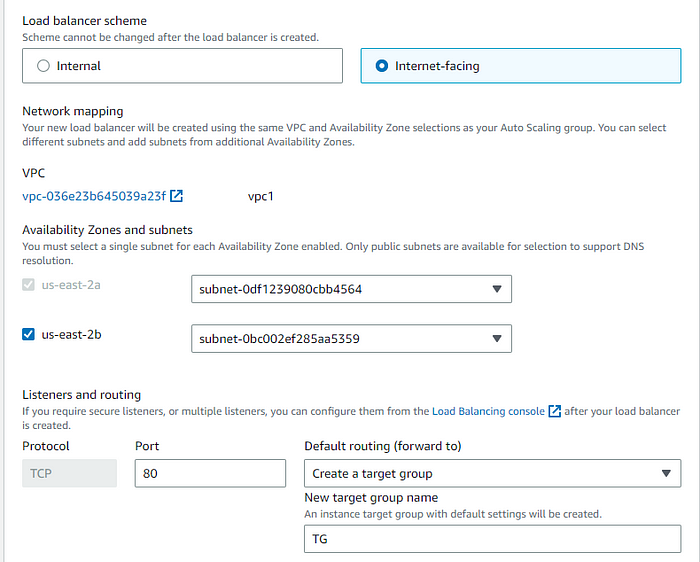 Load balancer scheme
Scheme cannot be changed after the load balancer is created.
Internal
Internet-facing
Network mapping
Your new load balancer will be created using the same VPC and Availability Zone selections as your Auto Scaling group. You can select
different subnets and add subnets from additional Availability Zones.
VPC
vpc-036e23b645039a23f vpc1
Availability Zones and subnets
You must select a single subnet for each Availability Zone enabled. Only public subnets are available for selection to support DNS
resolution.
us-east-2a subnet-0df1239080cbb4564
us-east-2b subnet-0bc002ef285aa5359
Listeners and routing
If you require secure listeners, or multiple listeners, you can configure them from the Load Balancing console after your load balancer
is created.
Protocol Port Default routing (forward to)
TCP 80 Create a target group
New target group name
An instance target group with default settings will be created.
TG